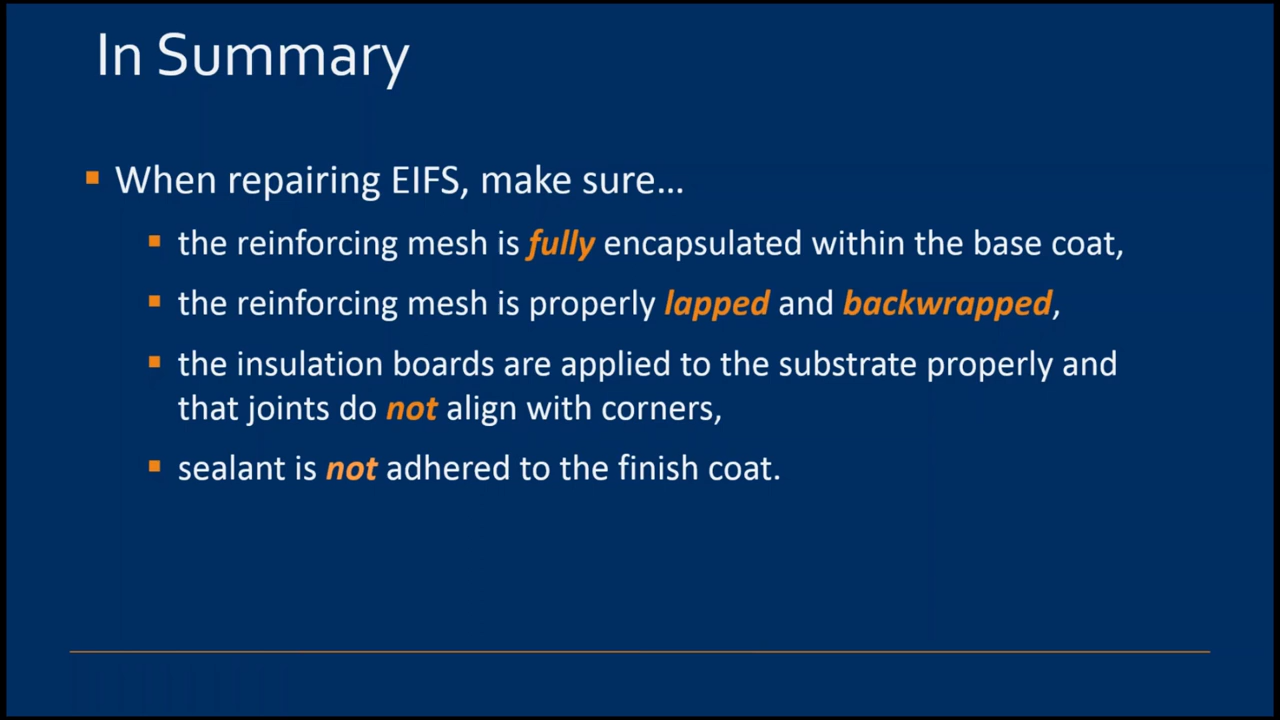 In Summary
When repairing EIFS, make sure…
the reinforcing mesh is fully encapsulated within the base coat,
the reinforcing mesh is properly lapped and backwrapped,
the insulation boards are applied to the substrate properly and
that joints do not align with corners,
sealant is not adhered to the finish coat.